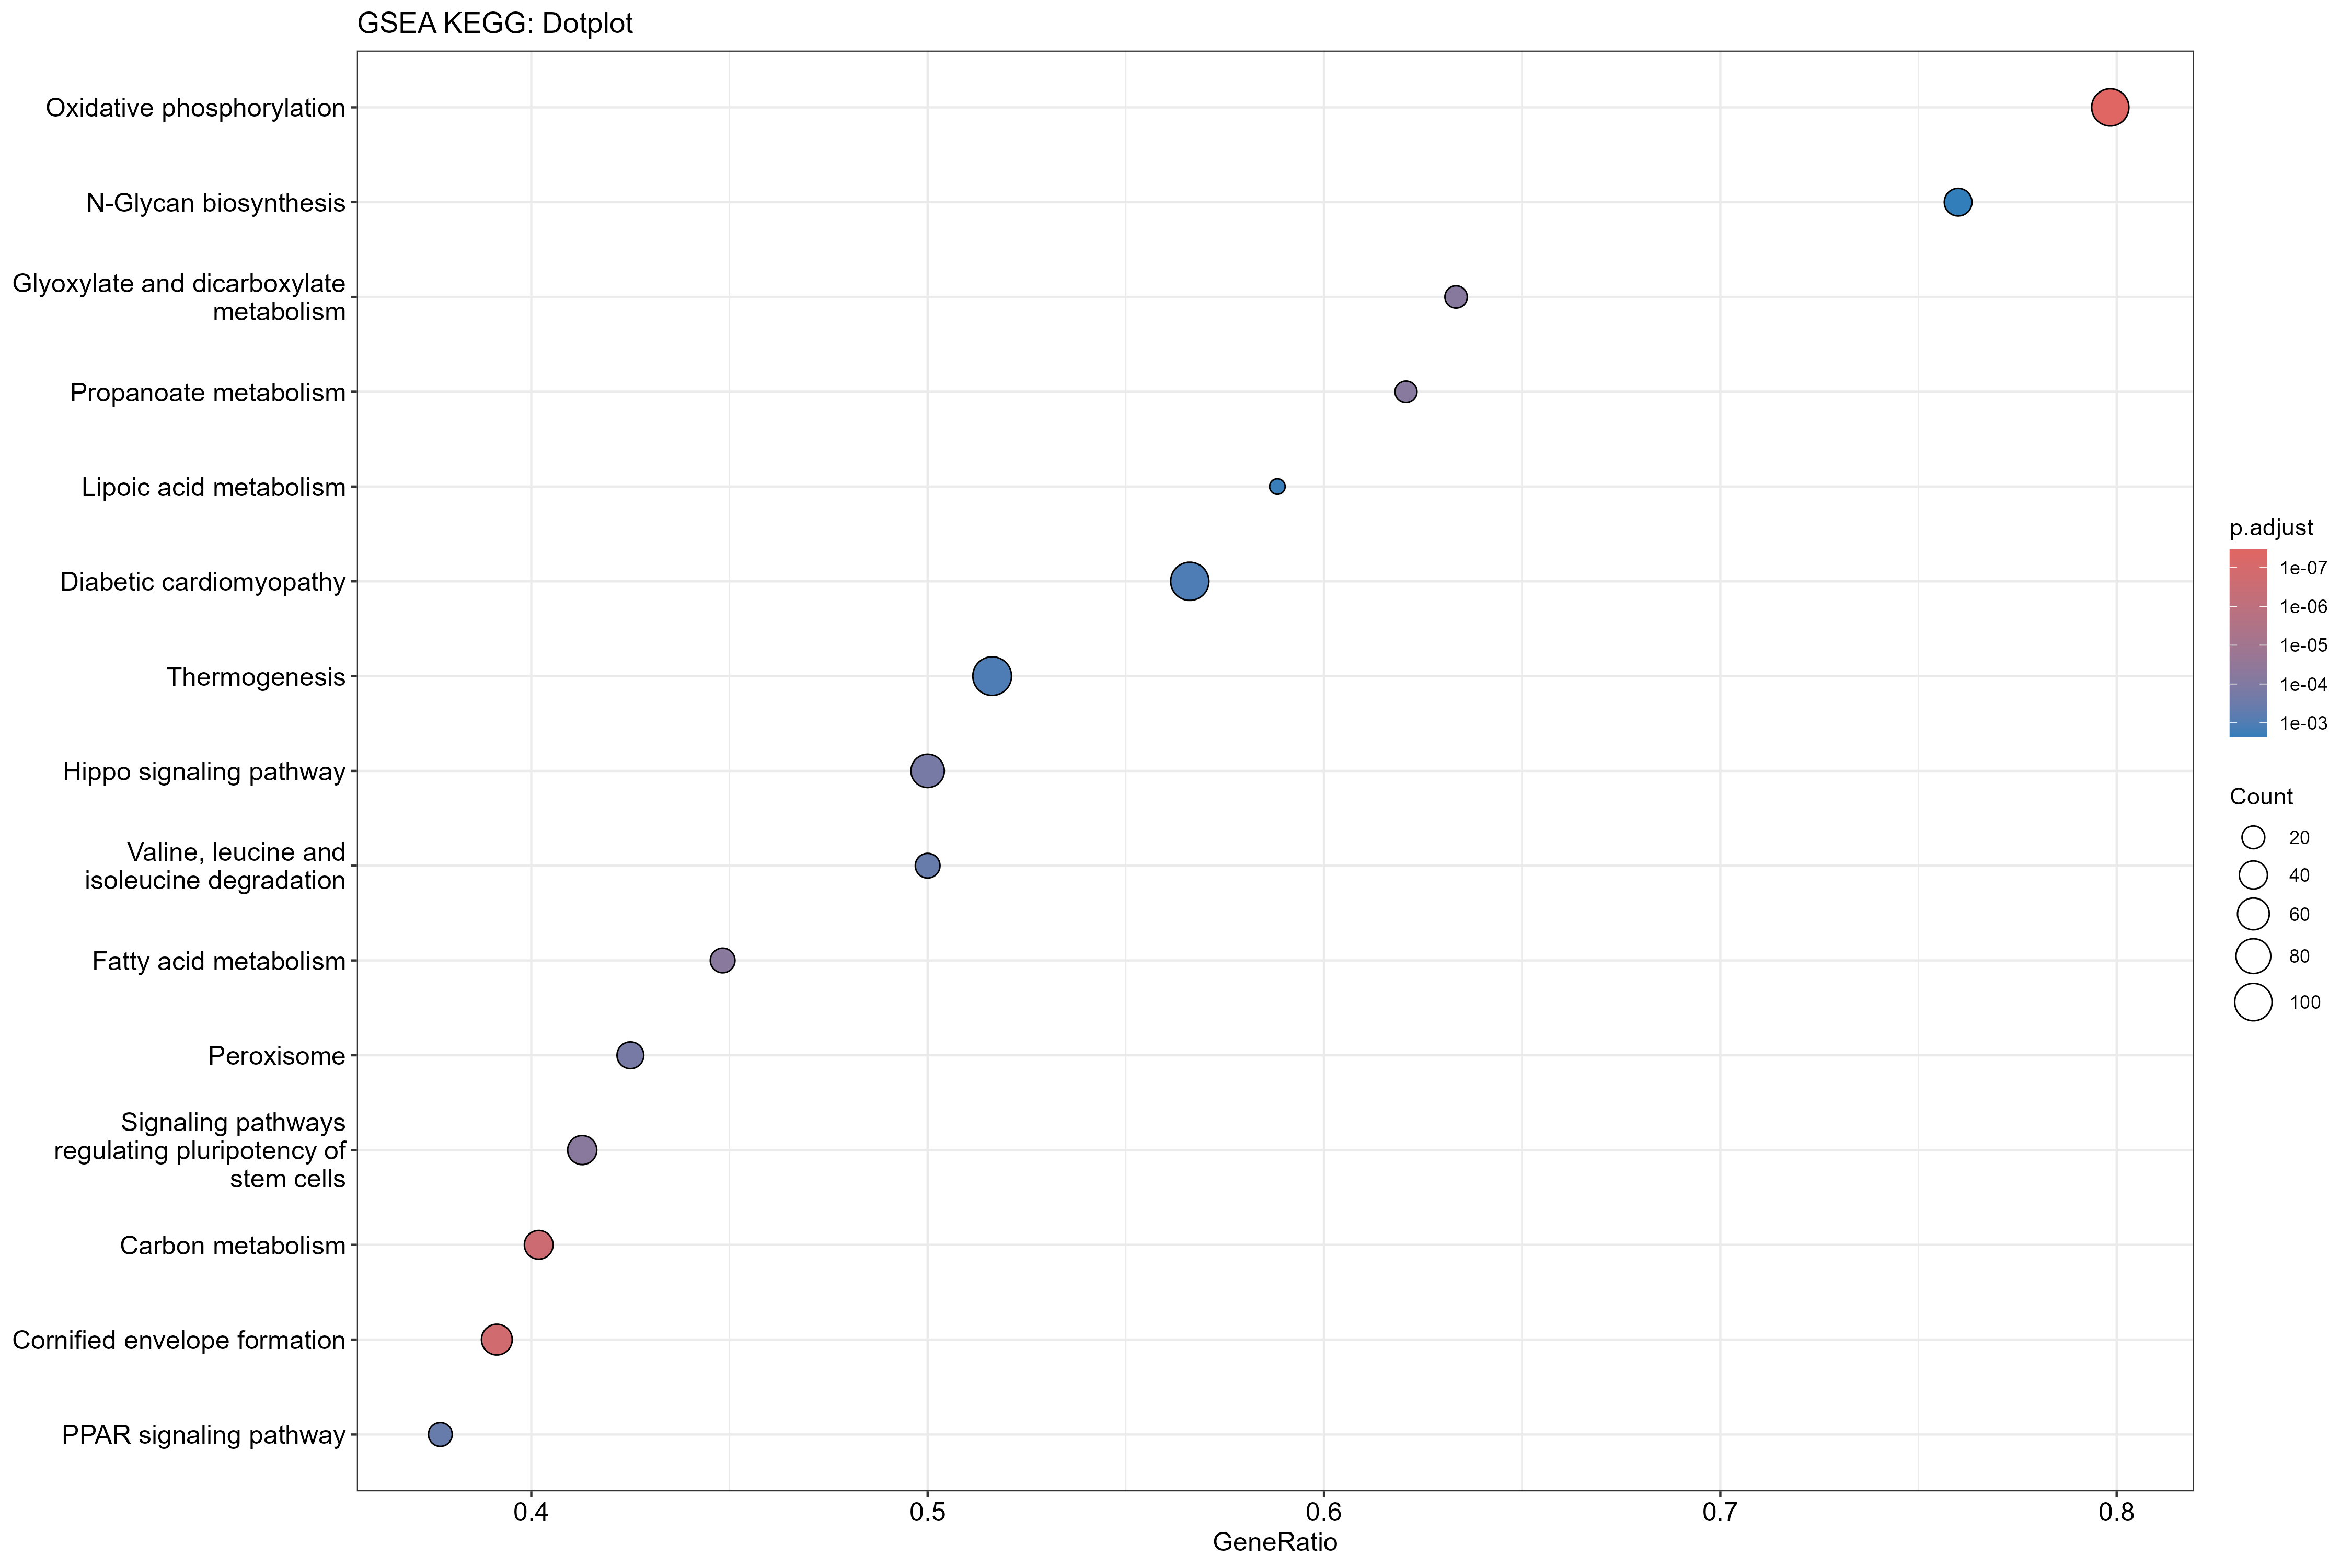 GSEA KEGG: Dotplot
Oxidative phosphorylation
N-Glycan biosynthesis
Glyoxylate and dicarboxylate
metabolism
Propanoate metabolism
Lipoic acid metabolism
Diabetic cardiomyopathy
Thermogenesis
Hippo signaling pathway
Valine, leucine and
isoleucine degradation
Fatty acid metabolism
Peroxisome
Signaling pathways
regulating pluripotency of
stem cells
Carbon metabolism
Cornified envelope formation
PPAR signaling pathway
0.4
0.5
0.6
0.7
0.8
GeneRatio
p.adjust
1e-07
1e-06
1e-05
1e-04
1e-03
Count
20
40
60
80
100